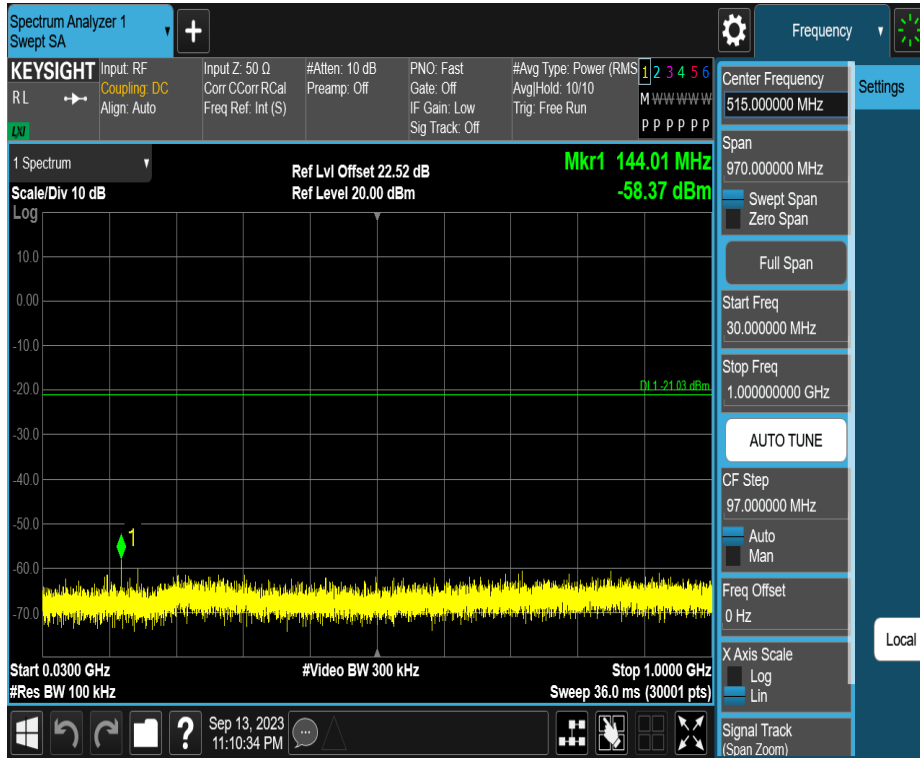 Spectrum Analyzer 1
Swept SA
+
Frequency
KEYSIGHT
R L
LXI
Input: RF
Coupling: DC
Align: Auto
Input Z: 50 Ω
Corr CCorr RCal
Freq Ref: Int (S)
#Atten: 10 dB
Preamp: Off
PNO: Fast
Gate: Off
IF Gain: Low
Sig Track: Off
#Avg Type: Power (RMS
Avg|Hold: 10/10
Trig: Free Run
1 2 3 4 5 6
M W W W W W
P P P P P P
1 Spectrum
Scale/Div 10 dB
Log
Ref Lvl Offset 22.52 dB
Ref Level 20.00 dBm
Mkr1 144.01 MHz
-58.37 dBm
10.0
0.00
-10.0
-20.0
-30.0
-40.0
-50.0
-60.0
-70.0
DL1 -21.03 dBm
1
Start 0.0300 GHz
#Res BW 100 kHz
#Video BW 300 kHz
Stop 1.0000 GHz
Sweep 36.0 ms (30001 pts)
?
Sep 13, 2023
11:10:34 PM
Center Frequency
515.000000 MHz
Span
970.000000 MHz
Swept Span
Zero Span
Full Span
Start Freq
30.000000 MHz
Stop Freq
1.000000000 GHz
AUTO TUNE
CF Step
97.000000 MHz
Auto
Man
Freq Offset
0 Hz
X Axis Scale
Log
Lin
Signal Track
(Span Zoom)
Settings
Local